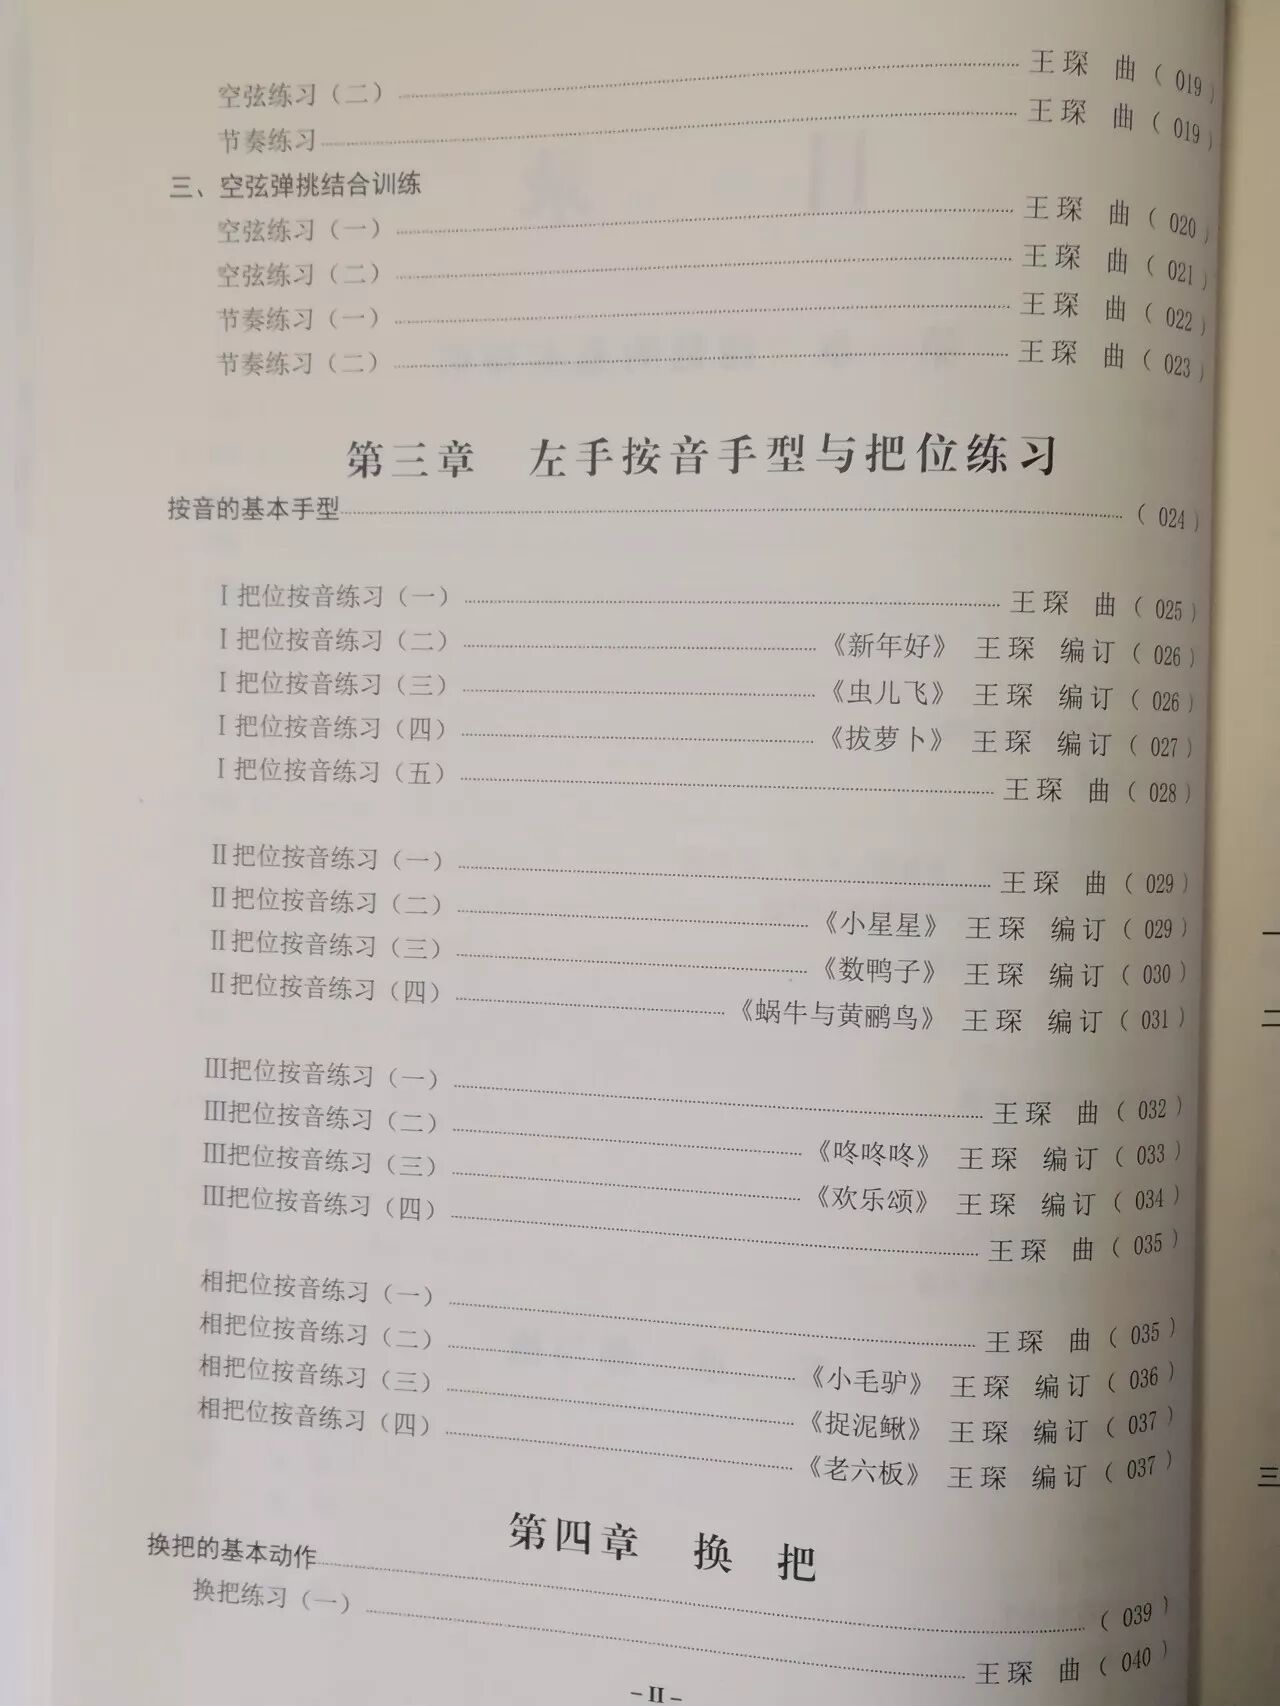 空弦练习（二） 王琛 曲（019）
节奏练习 王琛 曲（019）
三、空弦弹挑结合训练
空弦练习（一） 王琛 曲（020）
空弦练习（二） 王琛 曲（021）
节奏练习（一） 王琛 曲（022）
节奏练习（二） 王琛 曲（023）
第三章 左手按音手型与把位练习
按音的基本手型（024）
Ⅰ把位按音练习（一） 王琛 曲（025）
Ⅰ把位按音练习（二）《新年好》 王琛 编订（026）
Ⅰ把位按音练习（三）《虫儿飞》 王琛 编订（026）
Ⅰ把位按音练习（四）《拔萝卜》 王琛 编订（027）
Ⅰ把位按音练习（五） 王琛 曲（028）
Ⅱ把位按音练习（一） 王琛 曲（029）
Ⅱ把位按音练习（二）《小星星》 王琛 编订（029）
Ⅱ把位按音练习（三）《数鸭子》 王琛 编订（030）
Ⅱ把位按音练习（四）《蜗牛与黄鹂鸟》 王琛 编订（031）
Ⅲ把位按音练习（一） 王琛 曲（032）
Ⅲ把位按音练习（二）《咚咚咚》 王琛 编订（033）
Ⅲ把位按音练习（三）《欢乐颂》 王琛 编订（034）
Ⅲ把位按音练习（四） 王琛 曲（035）
相把位按音练习（一） 王琛 曲（035）
相把位按音练习（二）《小毛驴》 王琛 编订（036）
相把位按音练习（三）《捉泥鳅》 王琛 编订（037）
相把位按音练习（四）《老六板》 王琛 编订（037）
第四章 换把
换把的基本动作（039）
换把练习（一） 王琛 曲（040）
－Ⅱ－
一
二
三